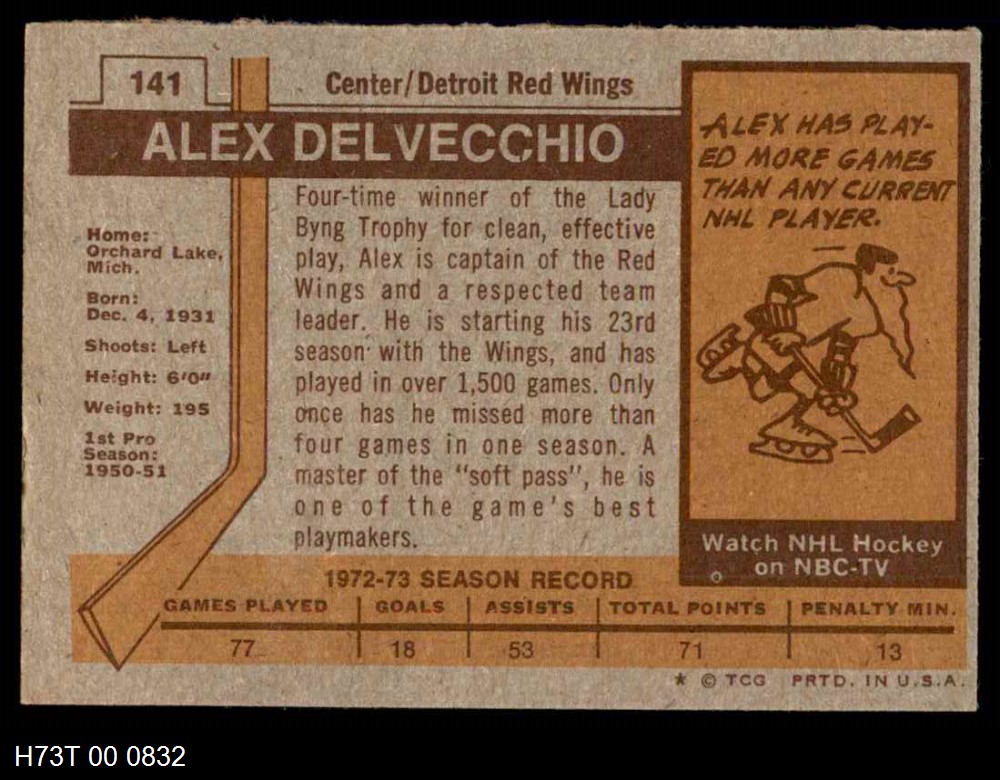 141
Center/Detroit Red Wings
ALEX DELVECCHIO
Home:
Orchard Lake,
Mich.
Born:
Dec. 4, 1931
Shoots: Left
Height: 6'0"
Weight: 195
1st Pro
Season:
1950-51
Four-time winner of the Lady
Byng Trophy for clean, effective
play, Alex is captain of the Red
Wings and a respected team
leader. He is starting his 23rd
season with the Wings, and has
played in over 1,500 games. Only
once has he missed more than
four games in one season. A
master of the "soft pass", he is
one of the game's best
playmakers.
ALEX HAS PLAY-
ED MORE GAMES
THAN ANY CURRENT
NHL PLAYER.
Watch NHL Hockey
on NBC-TV
1972-73 SEASON RECORD
GAMES PLAYED GOALS ASSISTS TOTAL POINTS PENALTY MIN.
77 18 53 71 13
* © TCG PRTD. IN U.S.A.
H73T 00 0832